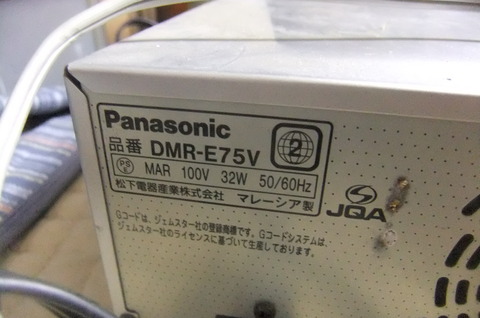 Panasonic
品番 DMR-E75V
2
PS
E
MAR 100V 32W 50/60Hz
松下電器産業株式会社 マレーシア製
JQA
Gコードは、ジェムスター社の登録商標です。Gコードシステムは、
ジェムスター社のライセンスに基づいて生産しております。